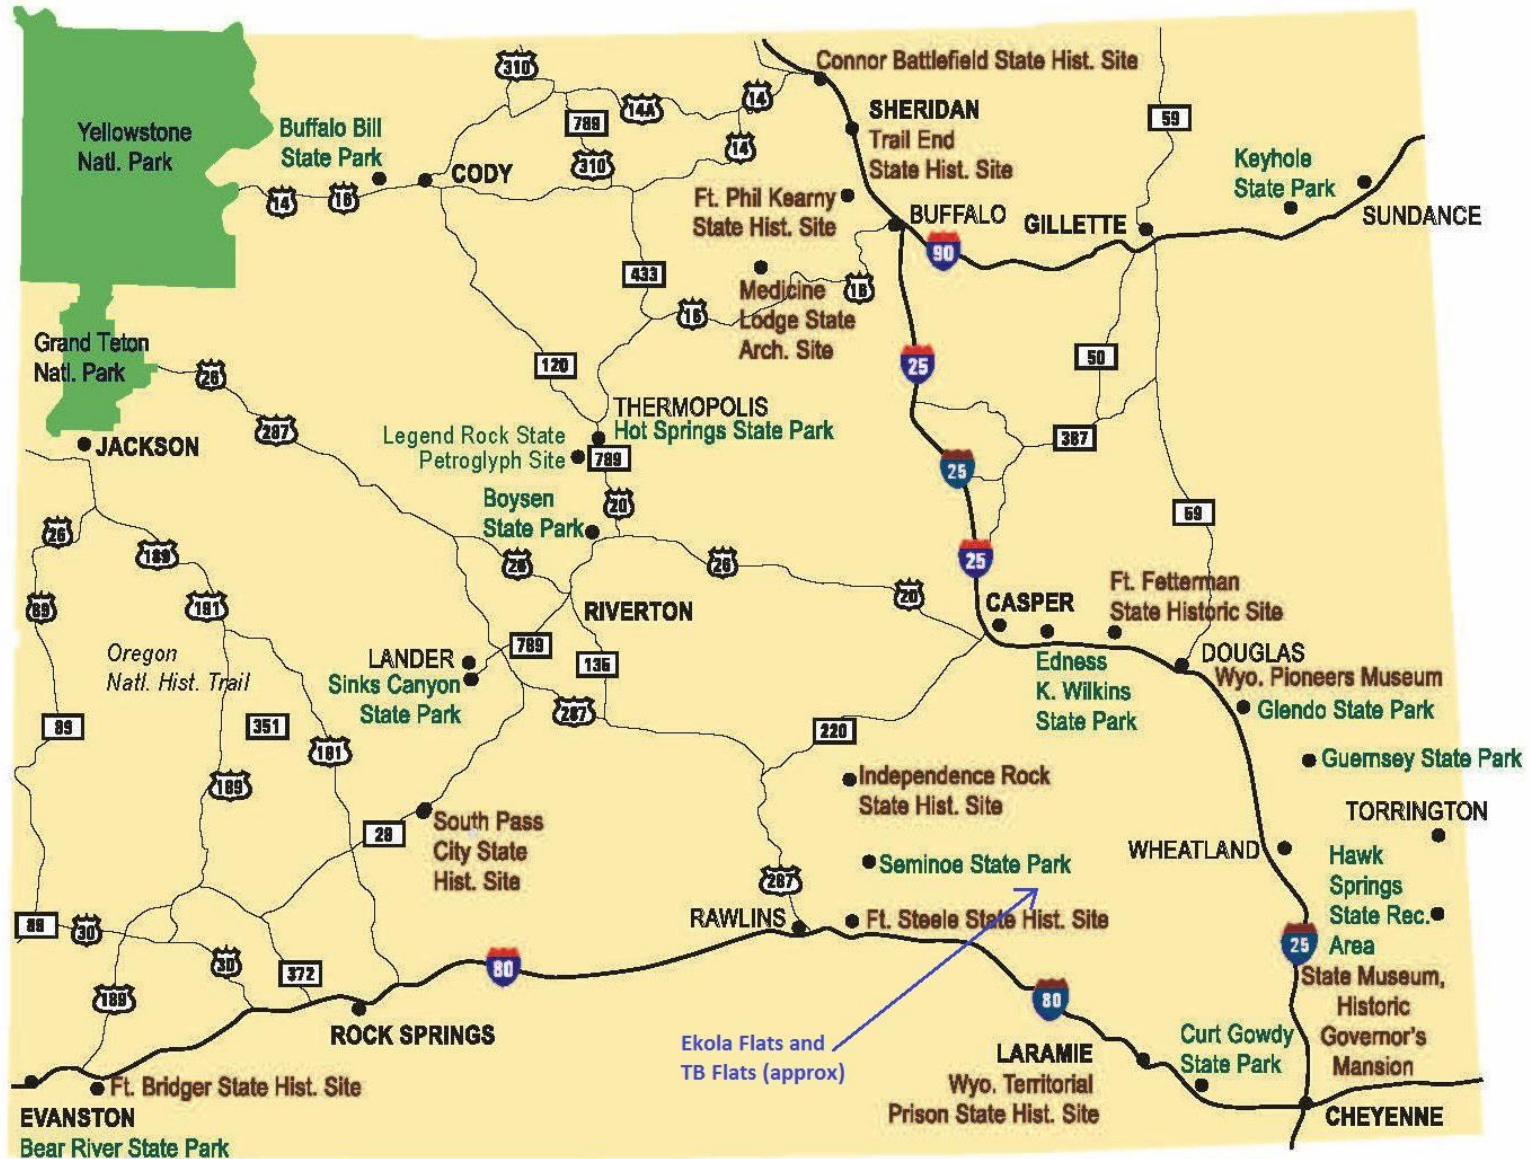 Connor Battlefield State Hist. Site
310
14
14A
SHERIDAN
Trail End
State Hist. Site
59
789
Yellowstone
Natl. Park
Buffalo Bill
State Park
14
310
Keyhole
State Park
CODY
14
16
Ft. Phil Kearny
State Hist. Site
BUFFALO
GILLETTE
SUNDANCE
90
433
Medicine
Lodge State
Arch. Site
16
16
Grand Teton
Natl. Park
120
25
50
26
THERMOPOLIS
Hot Springs State Park
287
387
JACKSON
Legend Rock State
Petroglyph Site
789
25
Boysen
State Park
20
59
26
189
26
26
25
20
89
191
RIVERTON
CASPER
Ft. Fetterman
State Historic Site
Oregon
Natl. Hist. Trail
LANDER
Sinks Canyon
State Park
789
135
Edness
K. Wilkins
State Park
DOUGLAS
Wyo. Pioneers Museum
Glendo State Park
89
351
287
220
191
189
Independence Rock
State Hist. Site
Guernsey State Park
South Pass
City State
Hist. Site
28
TORRINGTON
WHEATLAND
Seminoe State Park
Hawk
Springs
State Rec.
Area
287
RAWLINS
Ft. Steele State Hist. Site
89
30
30
372
80
25
State Museum,
Historic
Governor's
Mansion
189
80
ROCK SPRINGS
Ekola Flats and
TB Flats (approx)
LARAMIE
Wyo. Territorial
Prison State Hist. Site
Curt Gowdy
State Park
Ft. Bridger State Hist. Site
EVANSTON
Bear River State Park
CHEYENNE